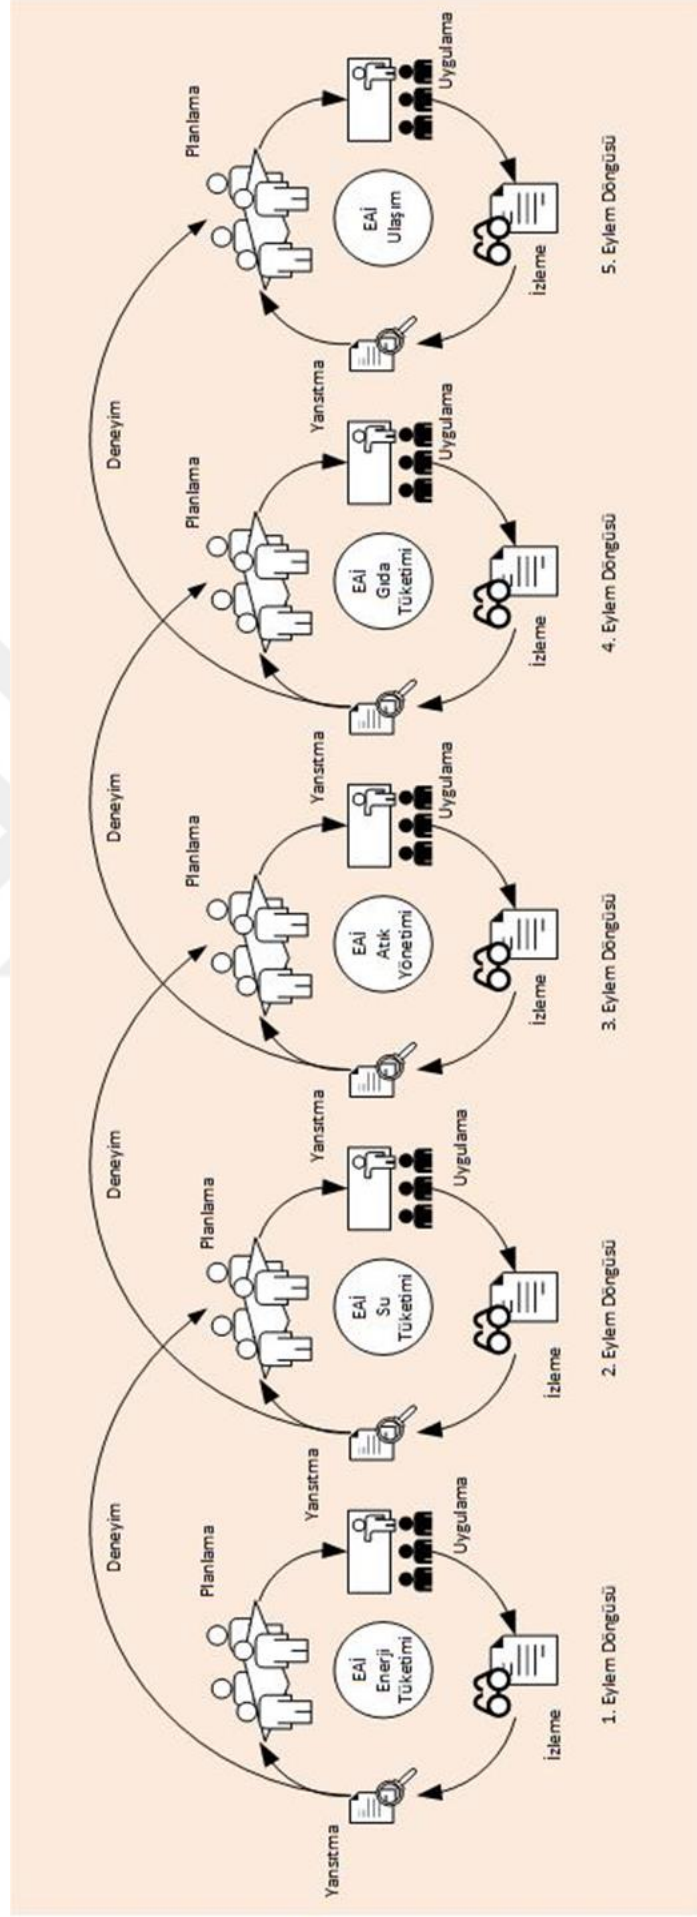 Deneyim
Deneyim
Deneyim
Deneyim
Yansıtma
Planlama
EAİ
Enerji
Tüketimi
Uygulama
İzleme
1. Eylem Döngüsü
Yansıtma
Planlama
EAİ
Su
Tüketimi
Uygulama
İzleme
2. Eylem Döngüsü
Yansıtma
Planlama
EAİ
Atık
Yönetimi
Uygulama
İzleme
3. Eylem Döngüsü
Yansıtma
Planlama
EAİ
Gıda
Tüketimi
Uygulama
İzleme
4. Eylem Döngüsü
Yansıtma
Planlama
EAİ
Ulaşım
Uygulama
İzleme
5. Eylem Döngüsü